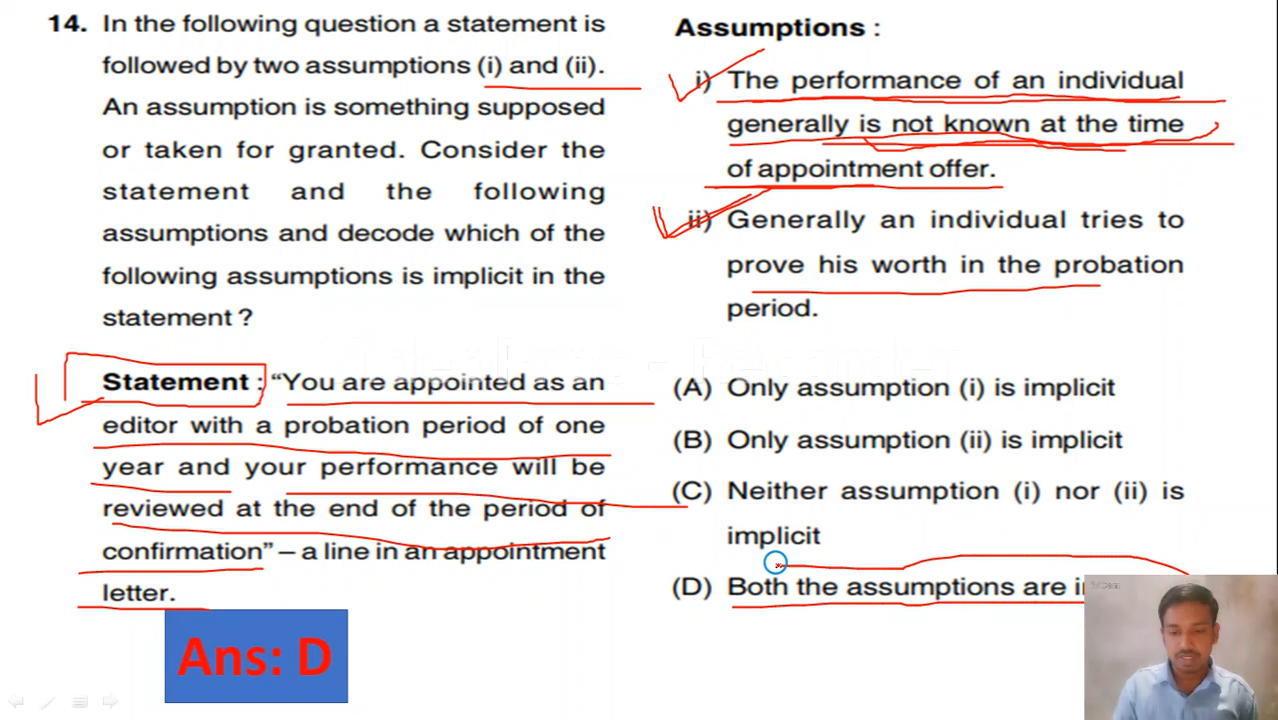 14. In the following question a statement is
followed by two assumptions (i) and (ii).
An assumption is something supposed
or taken for granted. Consider the
statement and the following
assumptions and decode which of the
following assumptions is implicit in the
statement ?
Statement : “You are appointed as an
editor with a probation period of one
year and your performance will be
reviewed at the end of the period of
confirmation” – a line in an appointment
letter.
Ans: D
Assumptions :
i) The performance of an individual
generally is not known at the time
of appointment offer.
ii) Generally an individual tries to
prove his worth in the probation
period.
(A) Only assumption (i) is implicit
(B) Only assumption (ii) is implicit
(C) Neither assumption (i) nor (ii) is
implicit
(D) Both the assumptions are